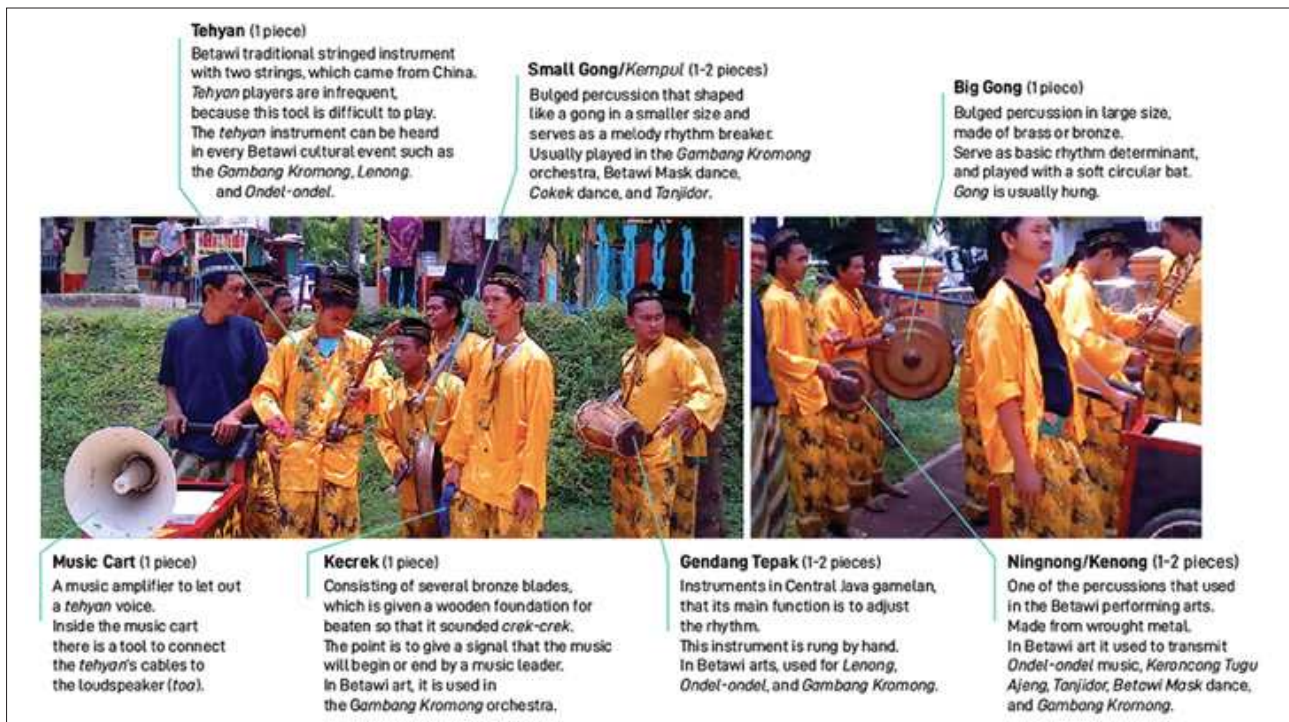 Tehyan (1 piece)
Betawi traditional stringed instrument
with two strings, which came from China.
Tehyan players are infrequent,
because this tool is difficult to play.
The tehyan instrument can be heard
in every Betawi cultural event such as
the Gambang Kromong, Lenong.
and Ondel-ondel.
Small Gong/Kempul (1-2 pieces)
Bulged percussion that shaped
like a gong in a smaller size and
serves as a melody rhythm breaker.
Usually played in the Gambang Kromong
orchestra, Betawi Mask dance,
Cokek dance, and Tanjidor.
Big Gong (1 piece)
Bulged percussion in large size,
made of brass or bronze.
Serve as basic rhythm determinant,
and played with a soft circular bat.
Gong is usually hung.
Music Cart (1 piece)
A music amplifier to let out
a tehyan voice.
Inside the music cart
there is a tool to connect
the tehyan's cables to
the loudspeaker (toa).
Kecrek (1 piece)
Consisting of several bronze blades,
which is given a wooden foundation for
beaten so that it sounded crek-crek.
The point is to give a signal that the music
will begin or end by a music leader.
In Betawi art, it is used in
the Gambang Kromong orchestra.
Gendang Tepak (1-2 pieces)
Instruments in Central Java gamelan,
that its main function is to adjust
the rhythm.
This instrument is rung by hand.
In Betawi arts, used for Lenong,
Ondel-ondel, and Gambang Kromong.
Ningnong/Kenong (1-2 pieces)
One of the percussions that used
in the Betawi performing arts.
Made from wrought metal.
In Betawi art it used to transmit
Ondel-ondel music, Keroncong Tugu
Ajeng, Tanjidor, Betawi Mask dance,
and Gambang Kromong.